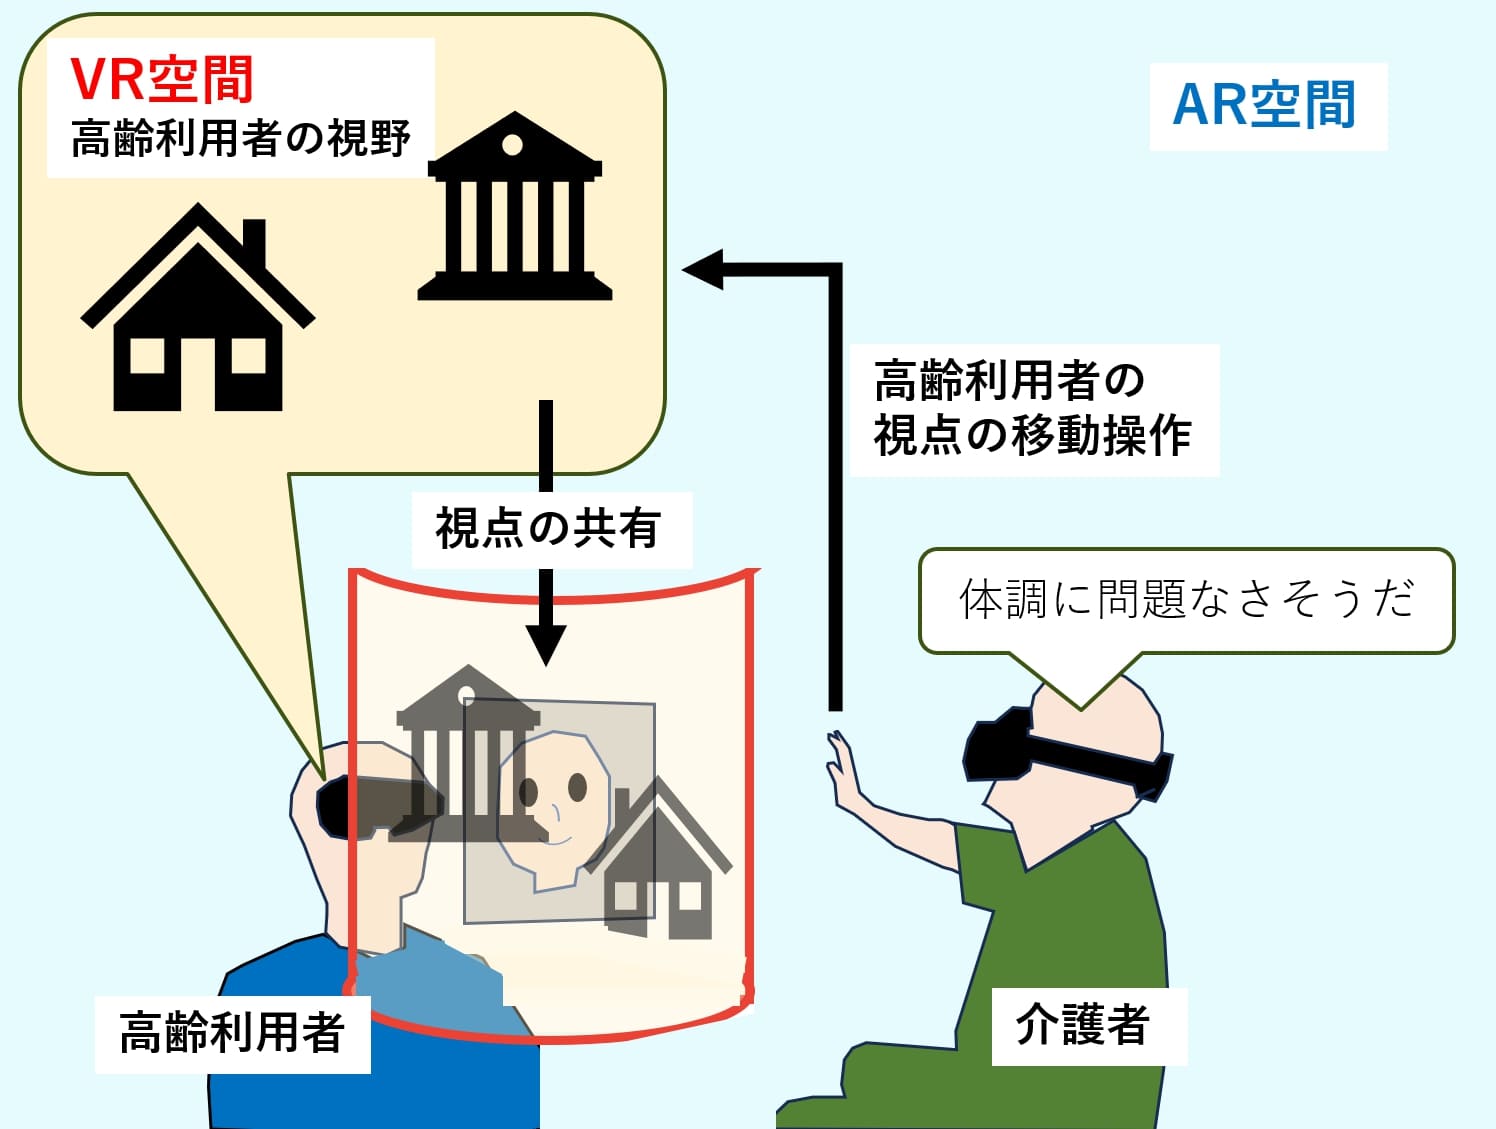 VR空間
高齢利用者の視野
AR空間
高齢利用者の
視点の移動操作
視点の共有
体調に問題なさそうだ
高齢利用者
介護者